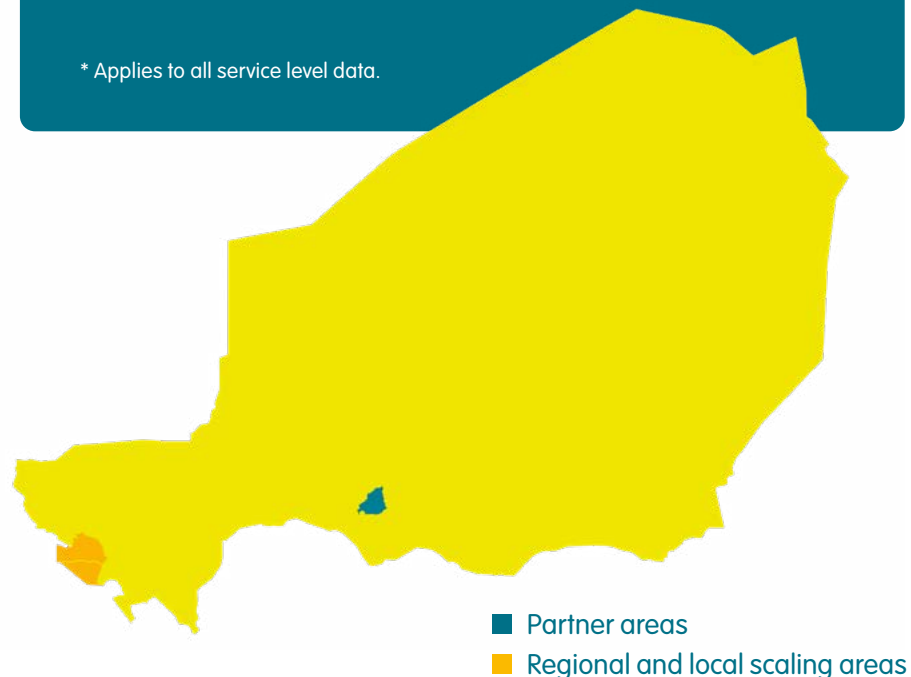 * Applies to all service level data.
Partner areas
Regional and local scaling areas